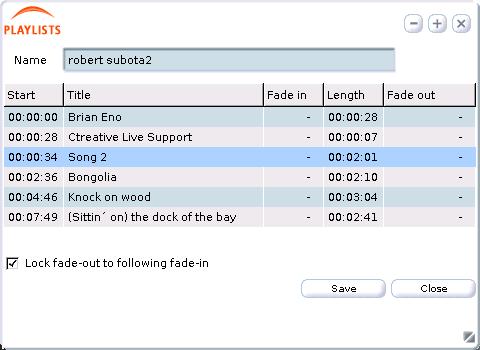 PLAYLISTS
Name robert subota2
Start Title Fade in Length Fade out
00:00:00 Brian Eno - 00:00:28 -
00:00:28 Ctreative Live Support - 00:00:07 -
00:00:34 Song 2 - 00:02:01 -
00:02:36 Bongolia - 00:02:10 -
00:04:46 Knock on wood - 00:03:04 -
00:07:49 (Sittin´ on) the dock of the bay - 00:02:41 -
Lock fade-out to following fade-in
Save Close